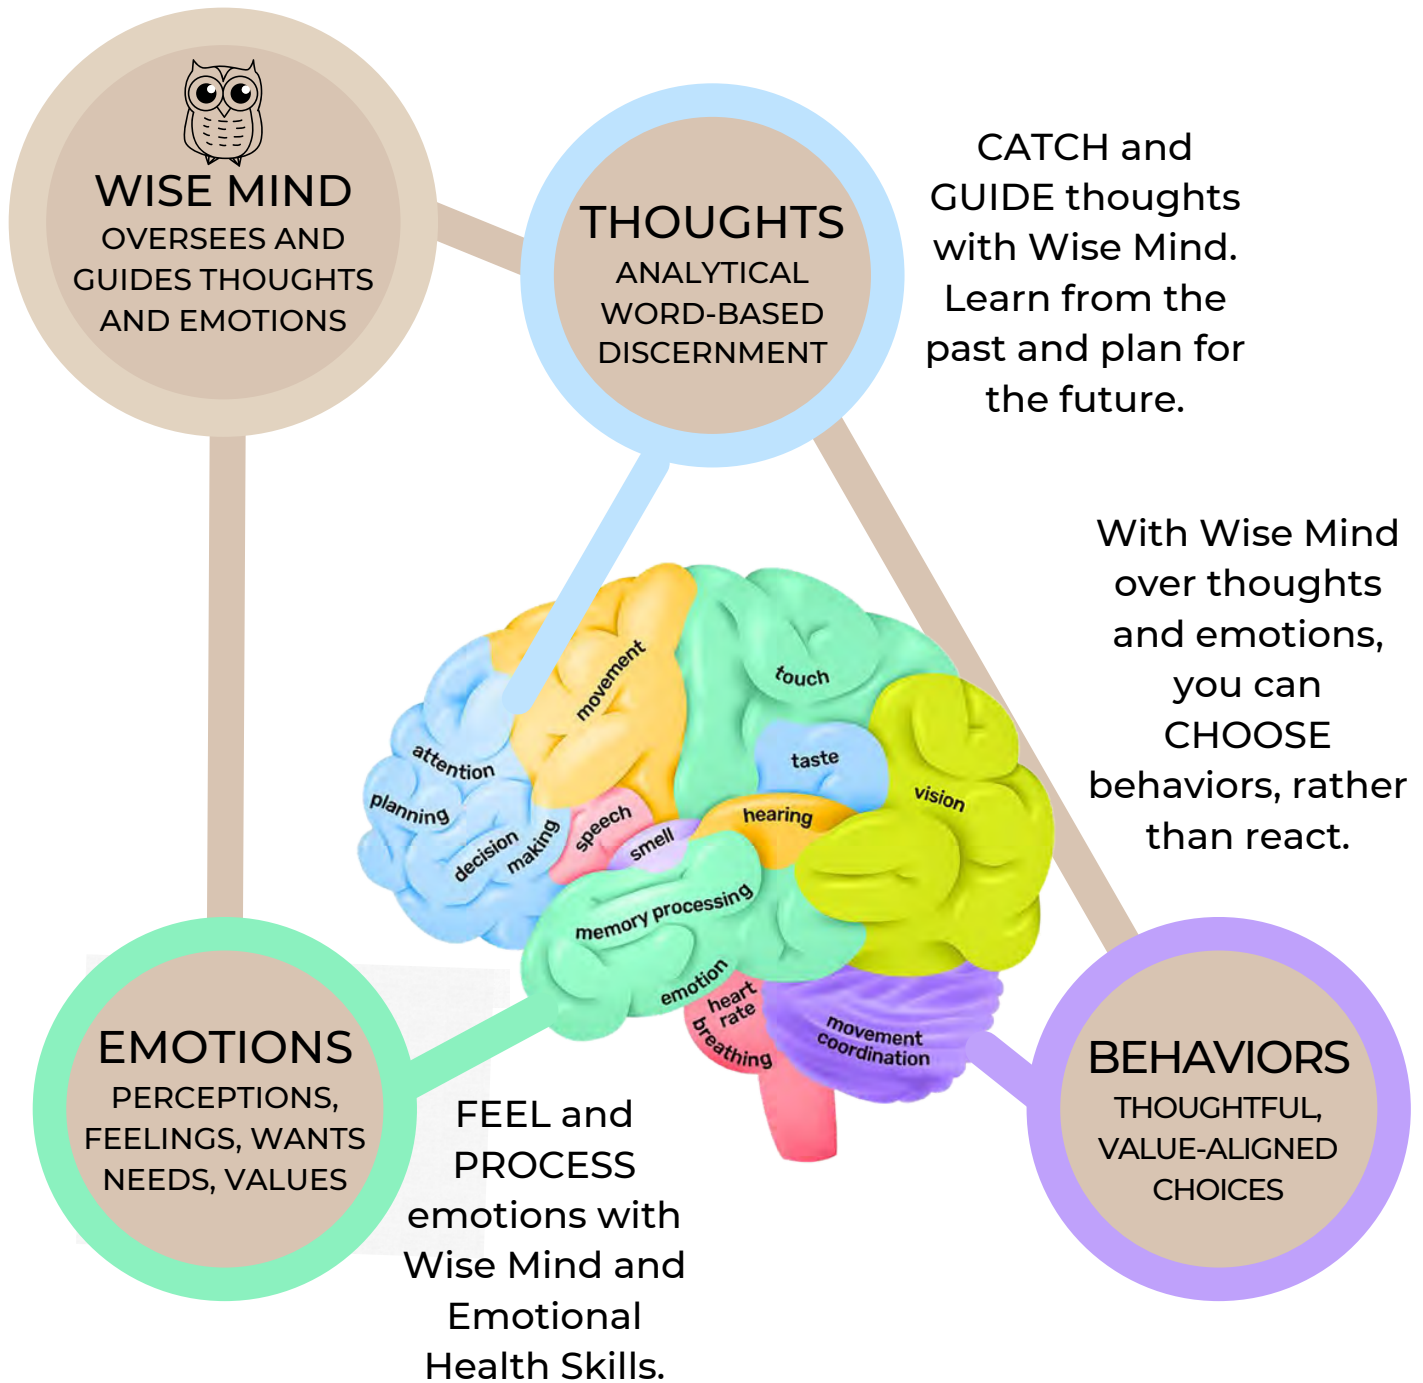 WISE MIND
OVERSEES AND
GUIDES THOUGHTS
AND EMOTIONS
THOUGHTS
ANALYTICAL
WORD-BASED
DISCERNMENT
CATCH and
GUIDE thoughts
with Wise Mind.
Learn from the
past and plan for
the future.
With Wise Mind
over thoughts
and emotions,
you can
CHOOSE
behaviors, rather
than react.
movement
touch
attention
taste
planning
vision
decision
making
speech
smell
hearing
memory processing
emotion
heart
rate
breathing
movement
coordination
EMOTIONS
PERCEPTIONS,
FEELINGS, WANTS
NEEDS, VALUES
FEEL and
PROCESS
emotions with
Wise Mind and
Emotional
Health Skills.
BEHAVIORS
THOUGHTFUL,
VALUE-ALIGNED
CHOICES